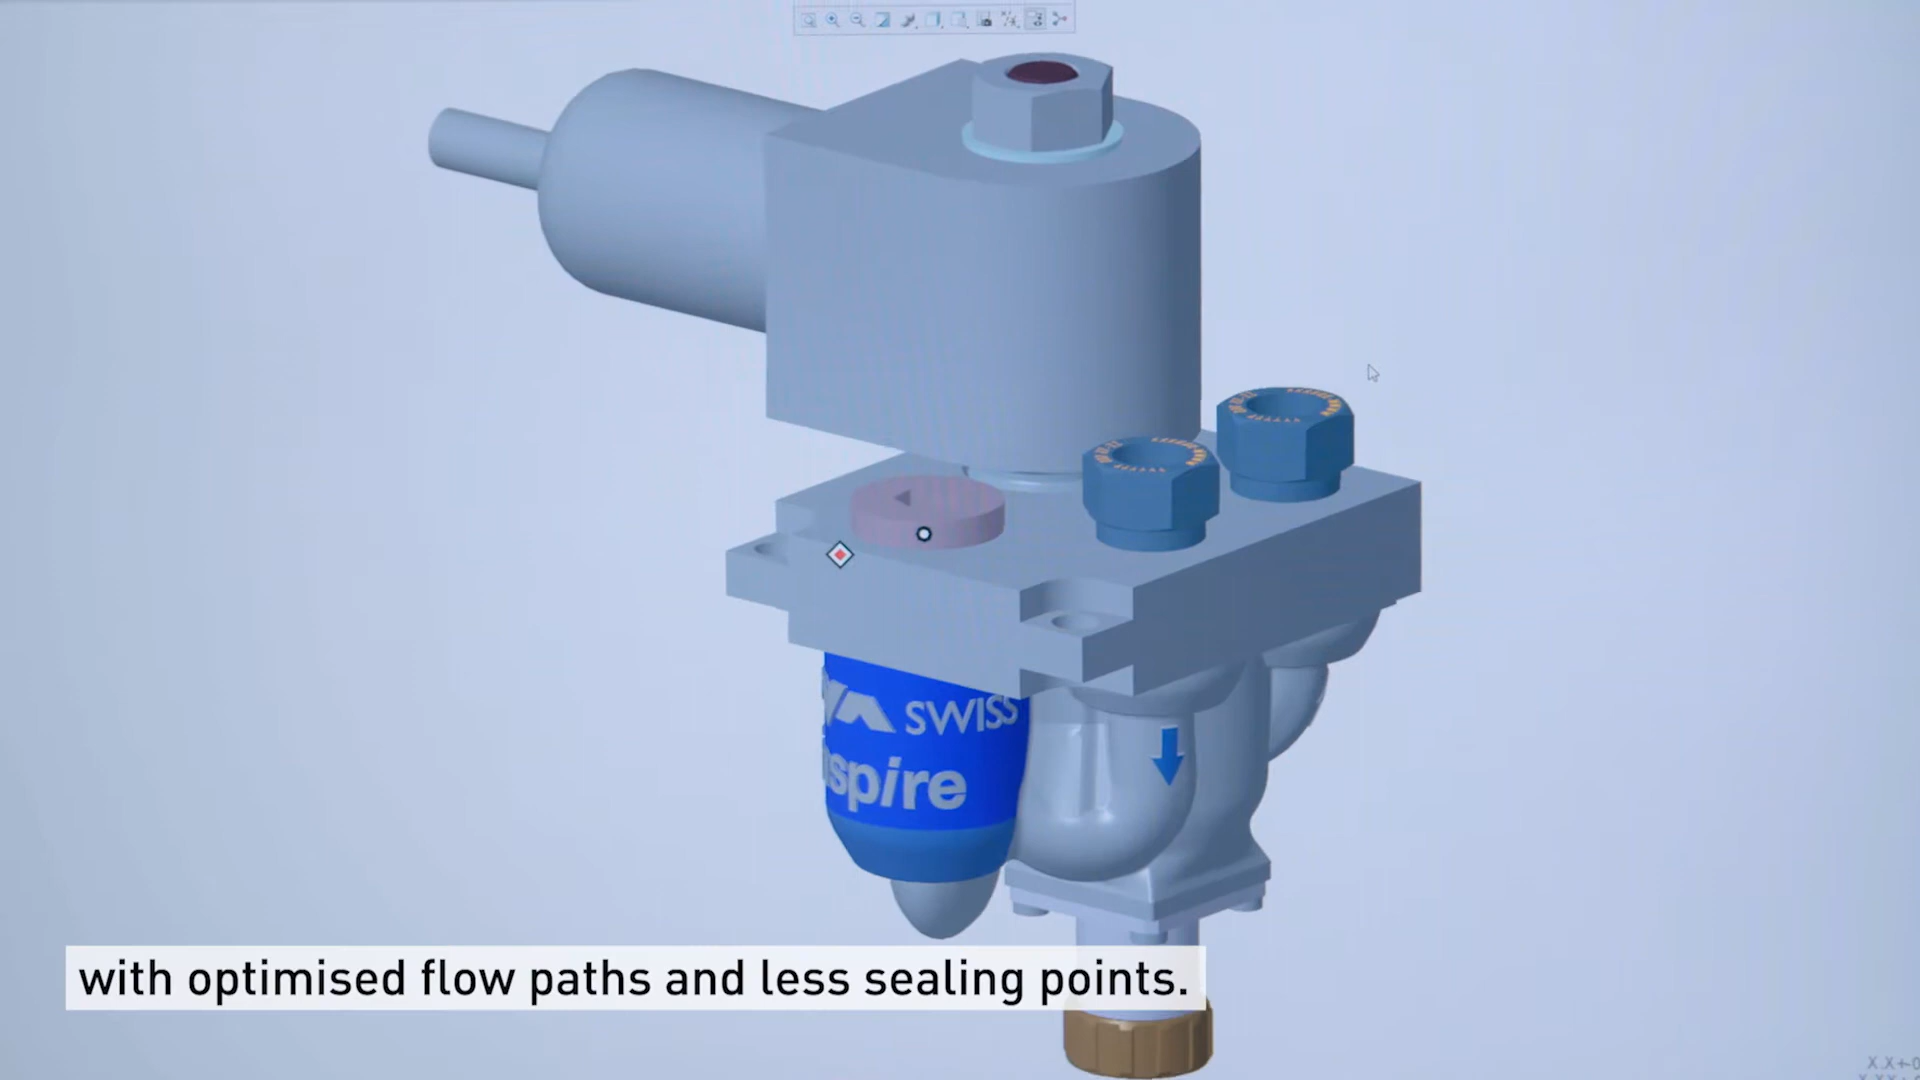 SWISS
spire
with optimised flow paths and less sealing points.